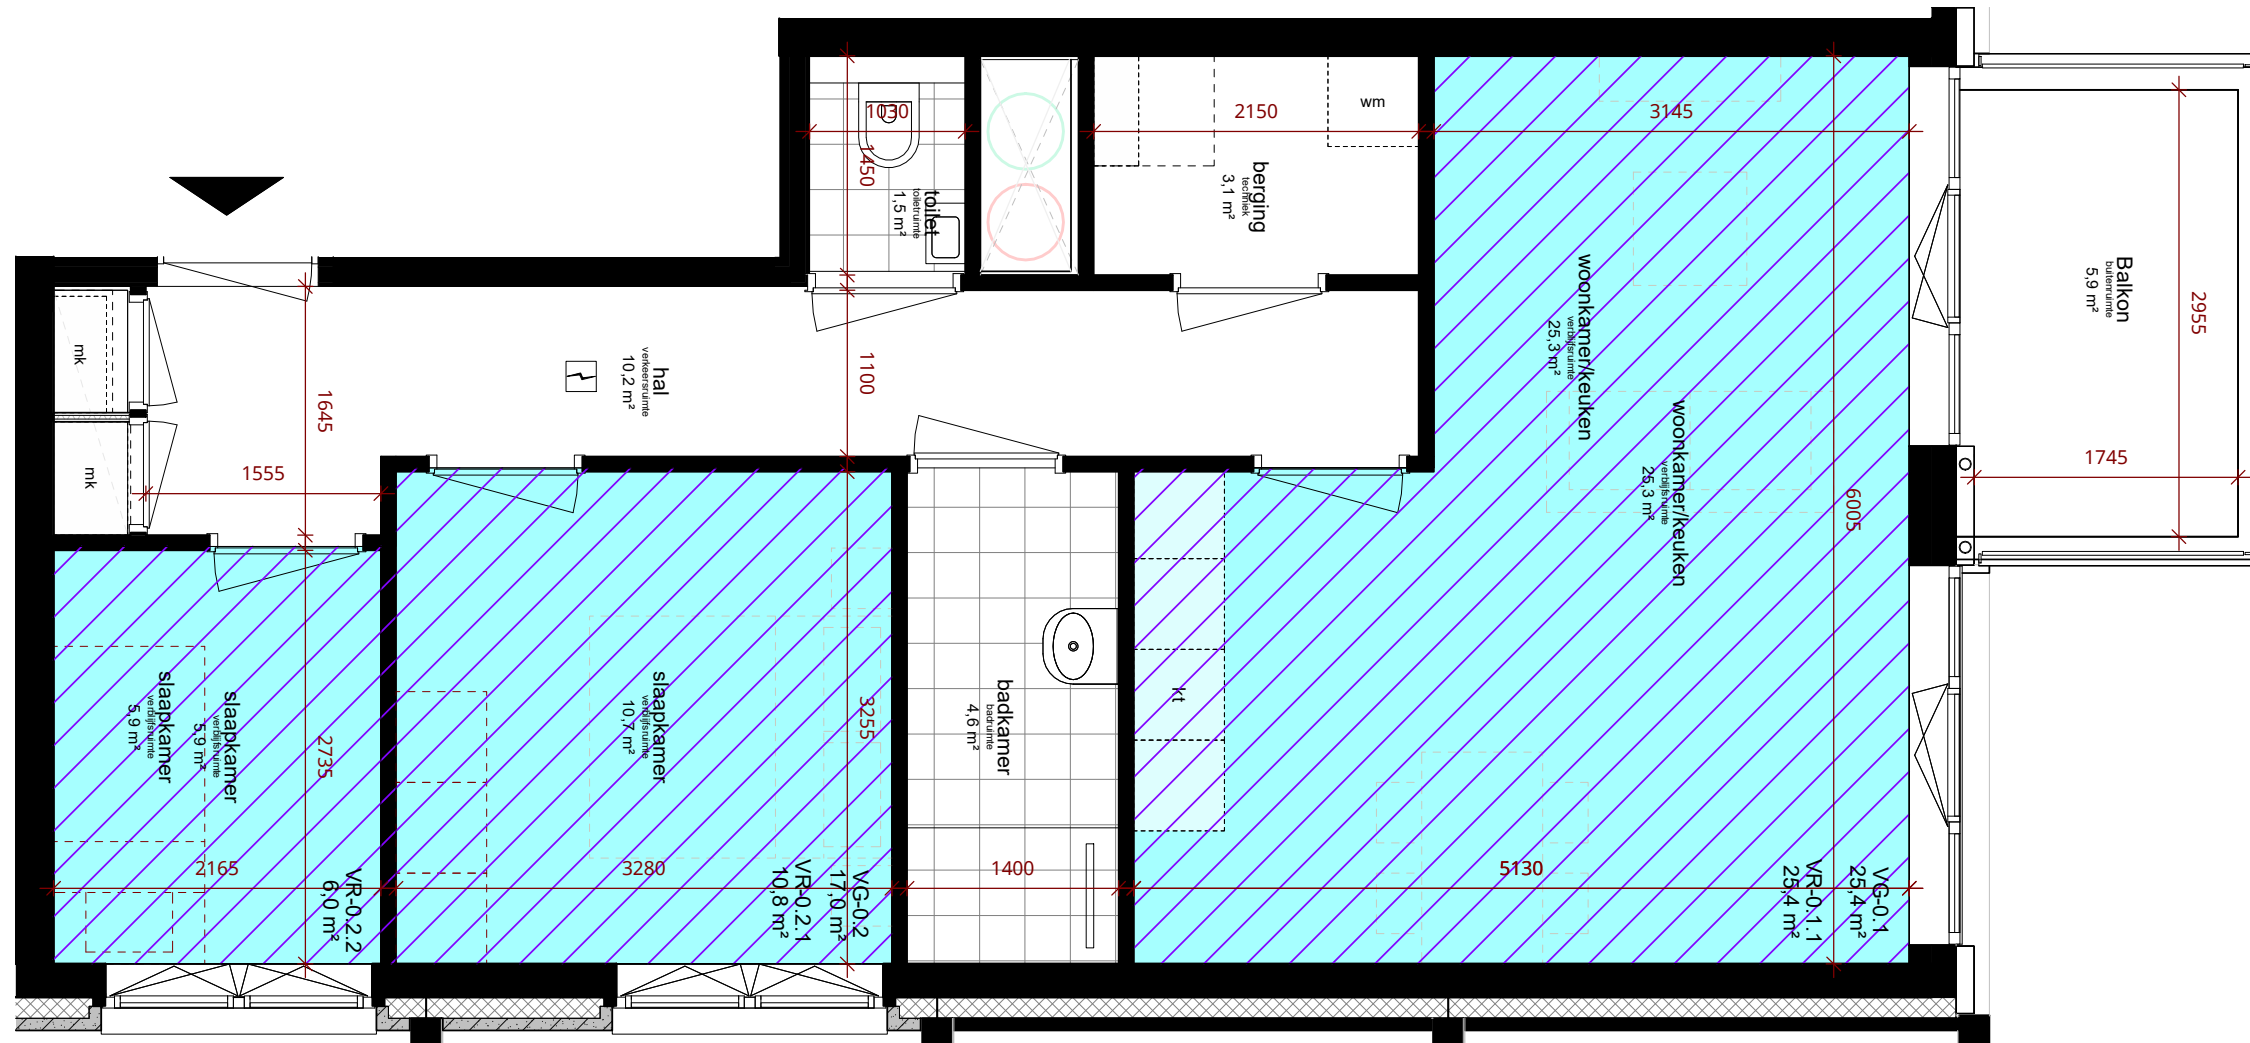 1030
1450
toilet
toiletruimte
1,5 m²
2150
wm
berging
techniek
3,1 m²
3145
woonkamer/keuken
verblijfsruimte
25,3 m²
woonkamer/keuken
verblijfsruimte
25,3 m²
6005
Balkon
buitenruimte
5,9 m²
2955
1745
mk
mk
1645
1555
hal
verkeersruimte
10,2 m²
1100
slaapkamer
verblijfsruimte
5,9 m²
slaapkamer
verblijfsruimte
5,9 m²
2735
2165
VR-0.2.2
6,0 m²
slaapkamer
verblijfsruimte
10,7 m²
3255
3280
VG-0.2
17,0 m²
VR-0.2.1
10,8 m²
badkamer
badruimte
4,6 m²
1400
kt
5130
VG-0.1
25,4 m²
VR-0.1.1
25,4 m²